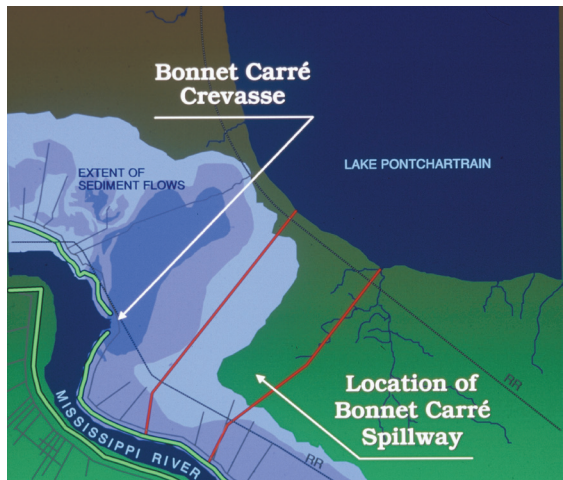 Bonnet Carré
Crevasse
EXTENT OF
SEDIMENT FLOWS
LAKE PONTCHARTRAIN
RR
Location of
Bonnet Carré
Spillway
MISSISSIPPI RIVER
RR